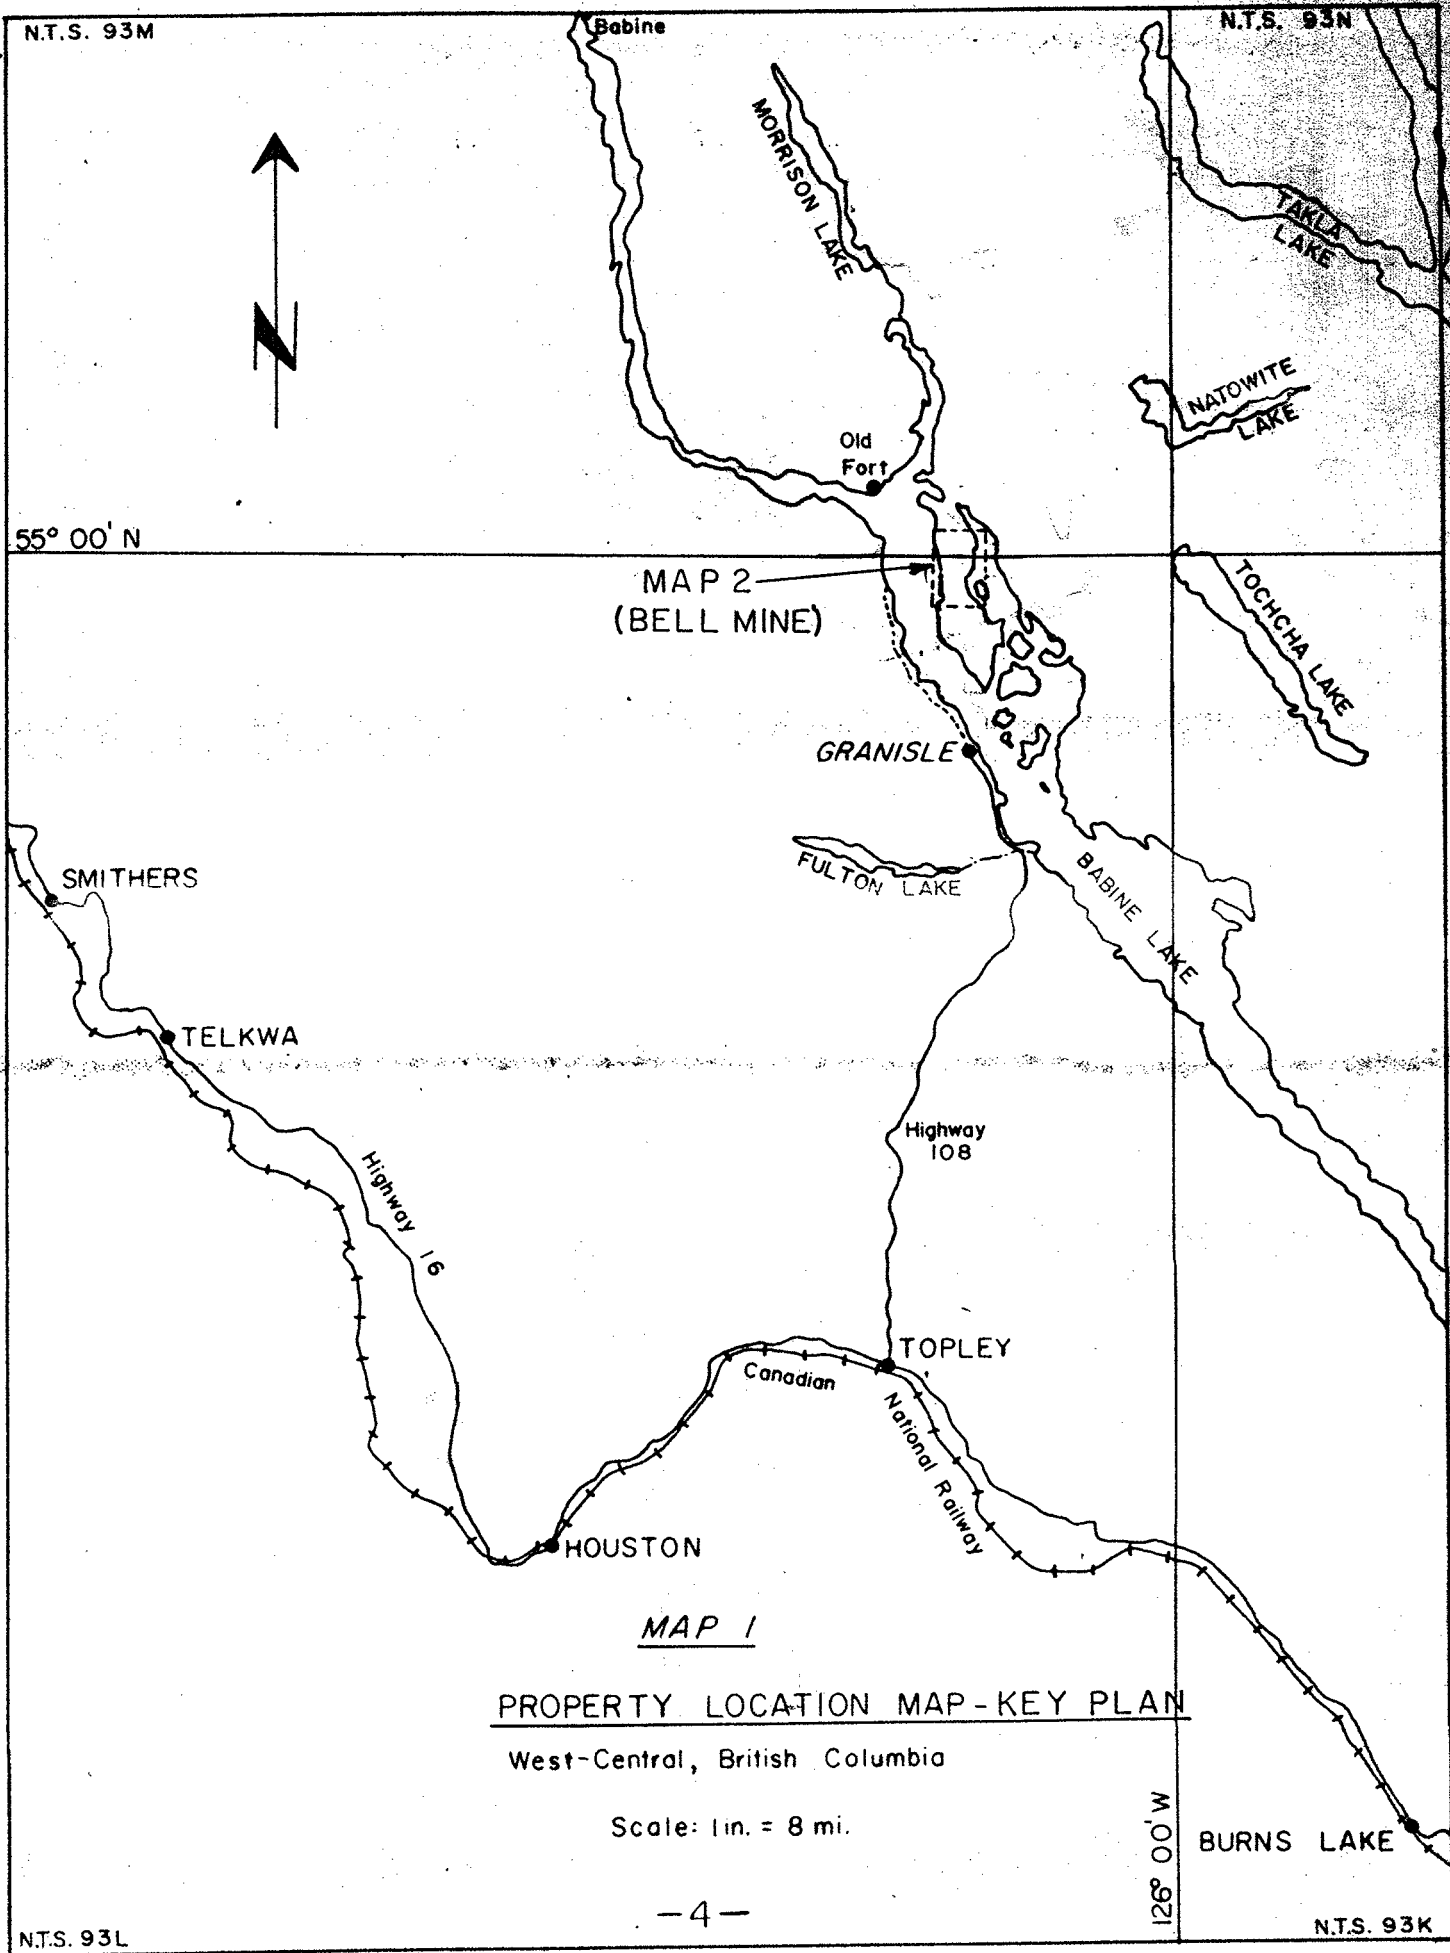 N.T.S. 93M
Babine
N.T.S. 93N
MORRISON LAKE
TAKLA
LAKE
N
NATOWITE
LAKE
Old
Fort
55° 00' N
MAP 2
(BELL MINE)
TOCHCHA LAKE
GRANISLE
FULTON LAKE
BABINE LAKE
SMITHERS
TELKWA
Highway
108
Highway 16
TOPLEY
Canadian
National Railway
HOUSTON
MAP 1
PROPERTY LOCATION MAP-KEY PLAN
West-Central, British Columbia
Scale: 1 in. = 8 mi.
126° 00' W
BURNS LAKE
-4-
N.T.S. 93L
N.T.S. 93K